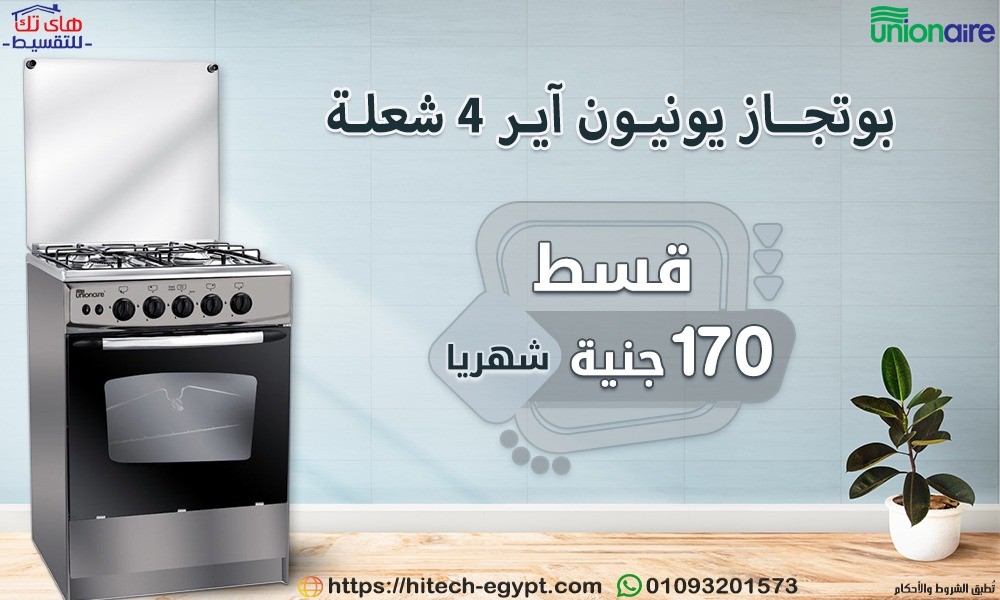 هاى تك
-للتقسيط-
unionaire
بوتجاز يونيون آير 4 شعلة
قسط
170 جنية شهريا
unionaire
https://hitech-egypt.com 01093201573
تُطبق الشروط والأحكام